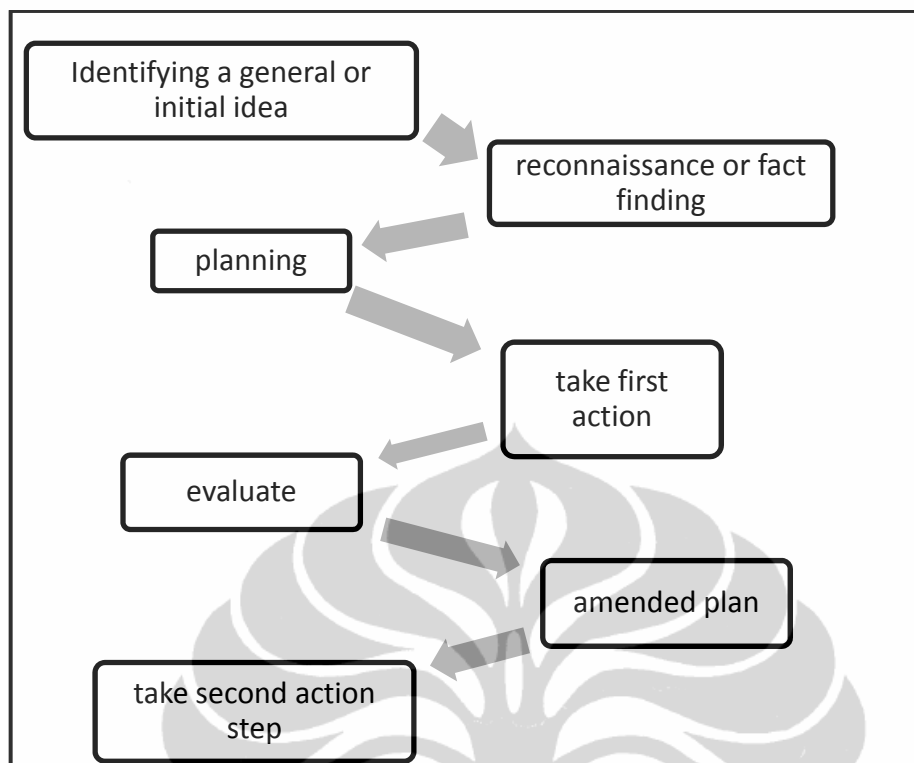 Identifying a general or
initial idea
reconnaissance or fact
finding
planning
take first
action
evaluate
amended plan
take second action
step